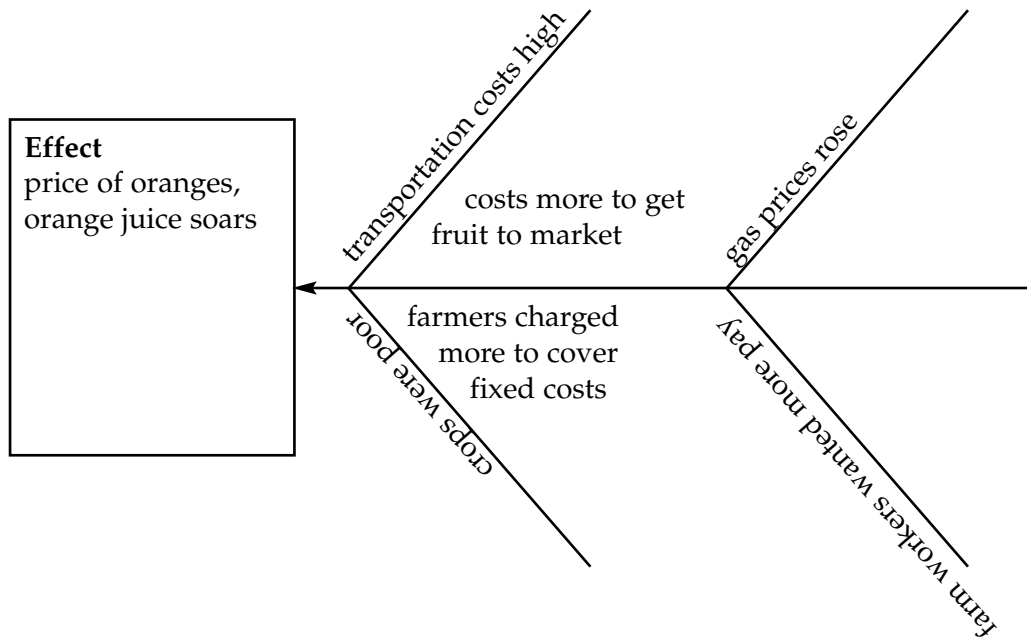 Effect
price of oranges,
orange juice soars
transportation costs high
costs more to get
fruit to market
gas prices rose
crops were poor
farmers charged
more to cover
fixed costs
farm workers wanted more pay